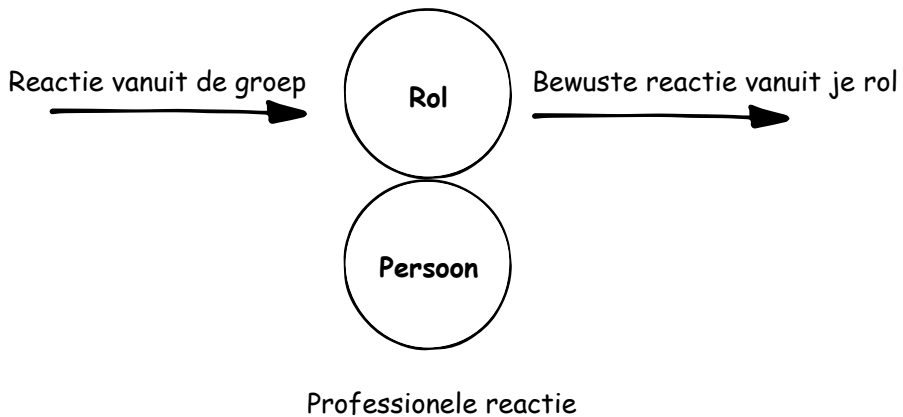 Reactie vanuit de groep
Rol
Bewuste reactie vanuit je rol
Persoon
Professionele reactie